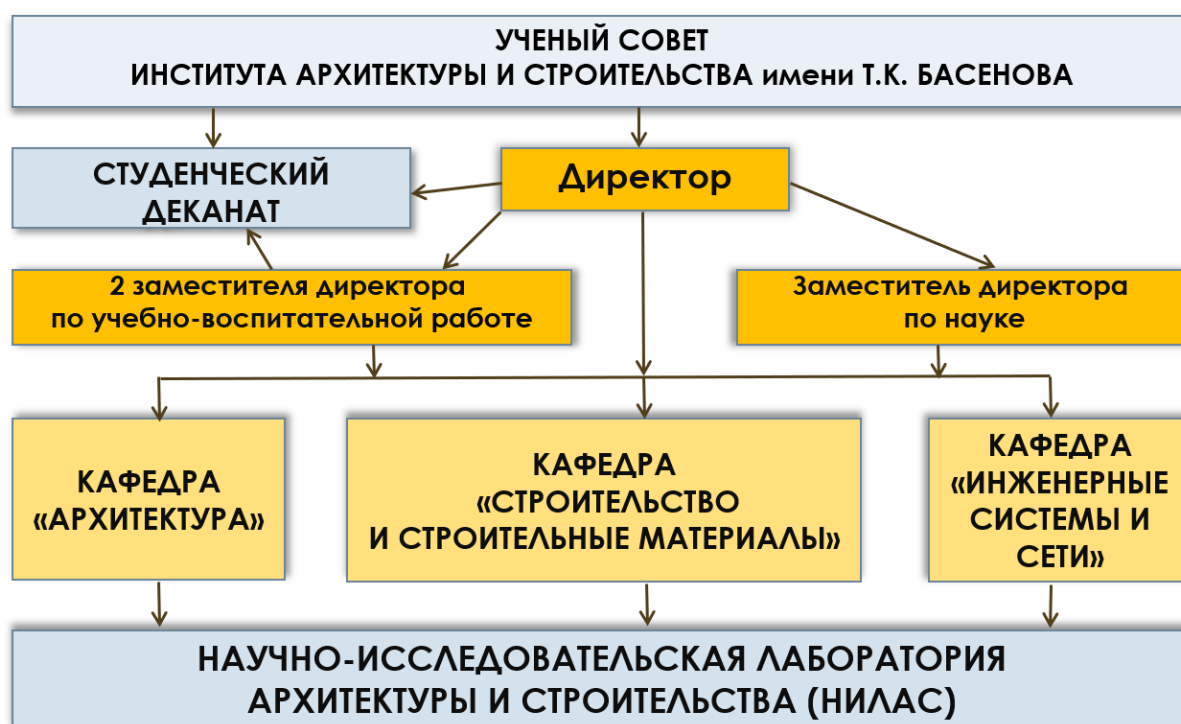 УЧЕНЫЙ СОВЕТ
ИНСТИТУТА АРХИТЕКТУРЫ И СТРОИТЕЛЬСТВА имени Т.К. БАСЕНОВА
СТУДЕНЧЕСКИЙ
ДЕКАНАТ
Директор
2 заместителя директора
по учебно-воспитательной работе
Заместитель директора
по науке
КАФЕДРА
«АРХИТЕКТУРА»
КАФЕДРА
«СТРОИТЕЛЬСТВО
И СТРОИТЕЛЬНЫЕ МАТЕРИАЛЫ»
КАФЕДРА
«ИНЖЕНЕРНЫЕ
СИСТЕМЫ И
СЕТИ»
НАУЧНО-ИССЛЕДОВАТЕЛЬСКАЯ ЛАБОРАТОРИЯ
АРХИТЕКТУРЫ И СТРОИТЕЛЬСТВА (НИЛАС)